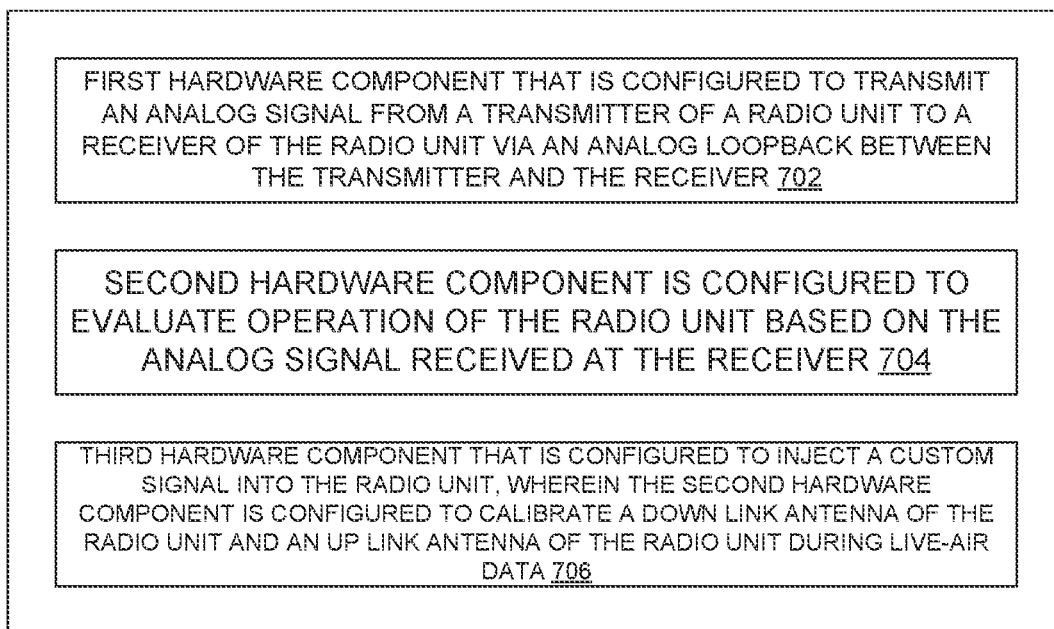 FIRST HARDWARE COMPONENT THAT IS CONFIGURED TO TRANSMIT
AN ANALOG SIGNAL FROM A TRANSMITTER OF A RADIO UNIT TO A
RECEIVER OF THE RADIO UNIT VIA AN ANALOG LOOPBACK BETWEEN
THE TRANSMITTER AND THE RECEIVER 702
SECOND HARDWARE COMPONENT IS CONFIGURED TO
EVALUATE OPERATION OF THE RADIO UNIT BASED ON THE
ANALOG SIGNAL RECEIVED AT THE RECEIVER 704
THIRD HARDWARE COMPONENT THAT IS CONFIGURED TO INJECT A CUSTOM
SIGNAL INTO THE RADIO UNIT, WHEREIN THE SECOND HARDWARE
COMPONENT IS CONFIGURED TO CALIBRATE A DOWN LINK ANTENNA OF THE
RADIO UNIT AND AN UP LINK ANTENNA OF THE RADIO UNIT DURING LIVE-AIR
DATA 706